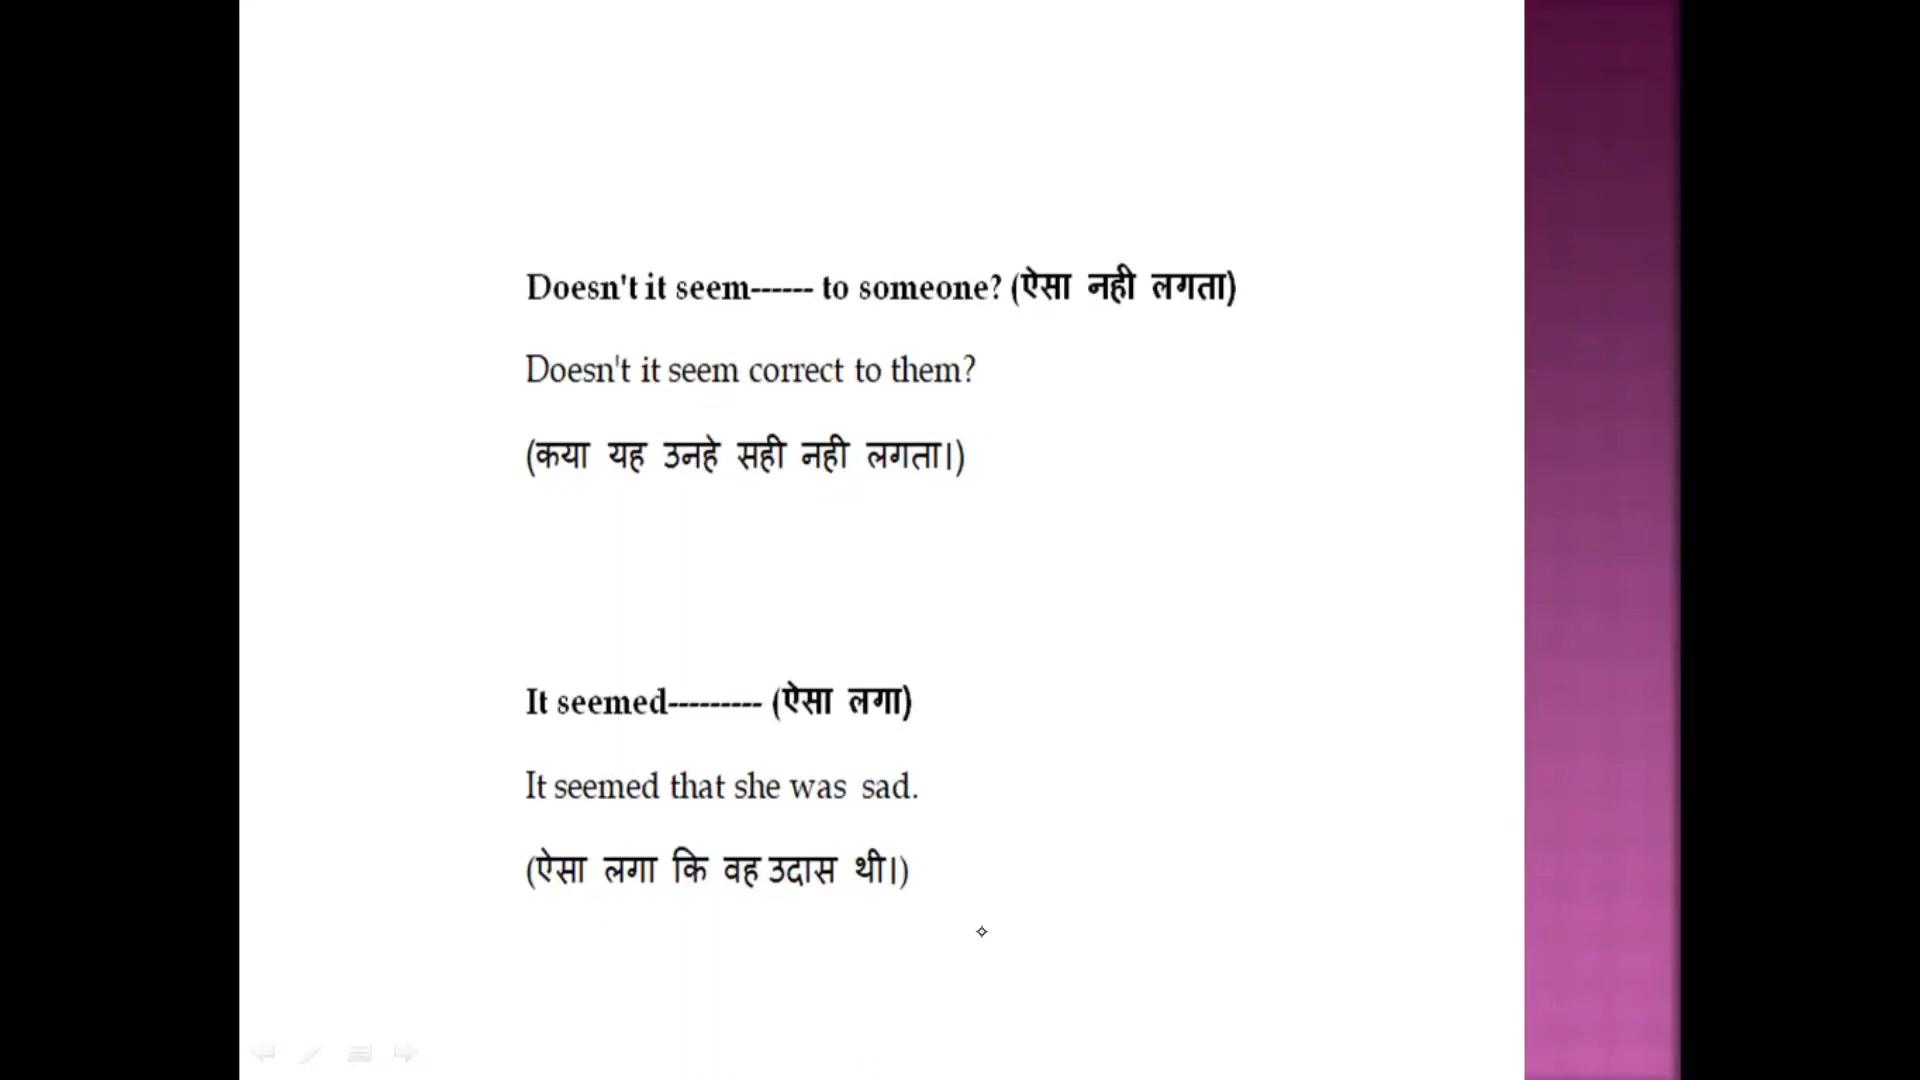 Doesn't it seem------ to someone? (ऐसा नही लगता)
Doesn't it seem correct to them?
(कया यह उनहे सही नही लगता।)
It seemed--------- (ऐसा लगा)
It seemed that she was sad.
(ऐसा लगा कि वह उदास थी।)